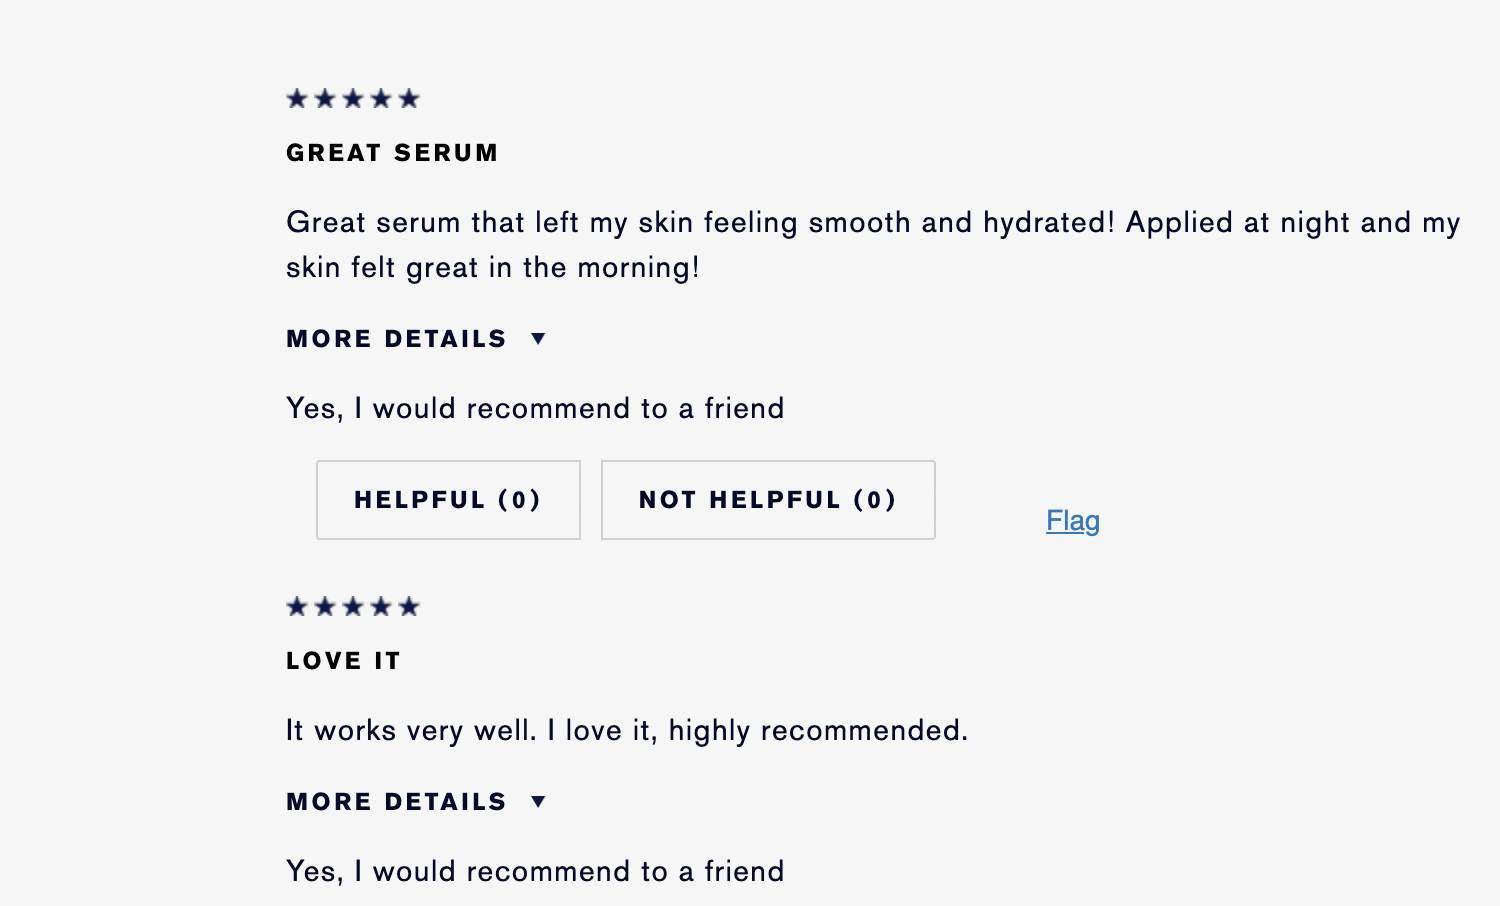 GREAT SERUM
Great serum that left my skin feeling smooth and hydrated! Applied at night and my
skin felt great in the morning!
MORE DETAILS ▼
Yes, I would recommend to a friend
HELPFUL (0) NOT HELPFUL (0) Flag
LOVE IT
It works very well. I love it, highly recommended.
MORE DETAILS ▼
Yes, I would recommend to a friend